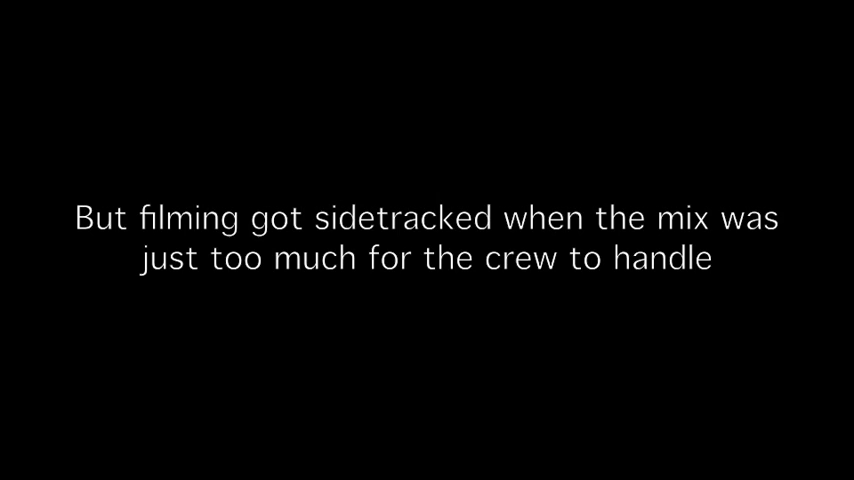 But filming got sidetracked when the mix was
just too much for the crew to handle